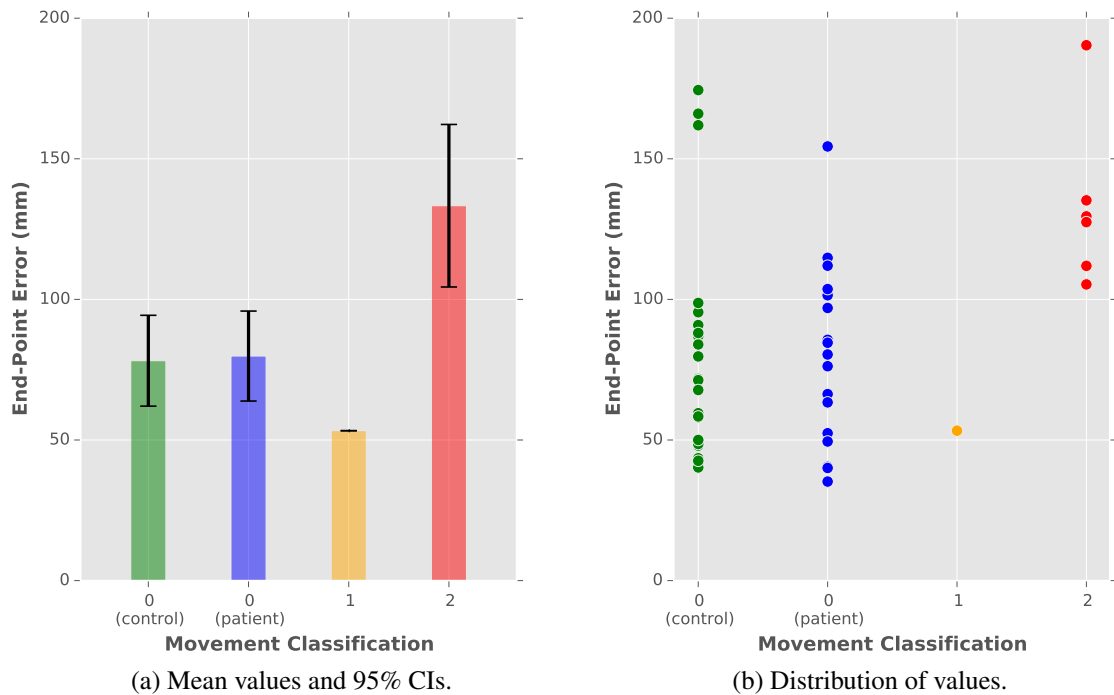 200
150
100
50
0
End-Point Error (mm)
0
(control)
0
(patient)
1
2
Movement Classification
(a) Mean values and 95% CIs.
200
150
100
50
0
End-Point Error (mm)
0
(control)
0
(patient)
1
2
Movement Classification
(b) Distribution of values.